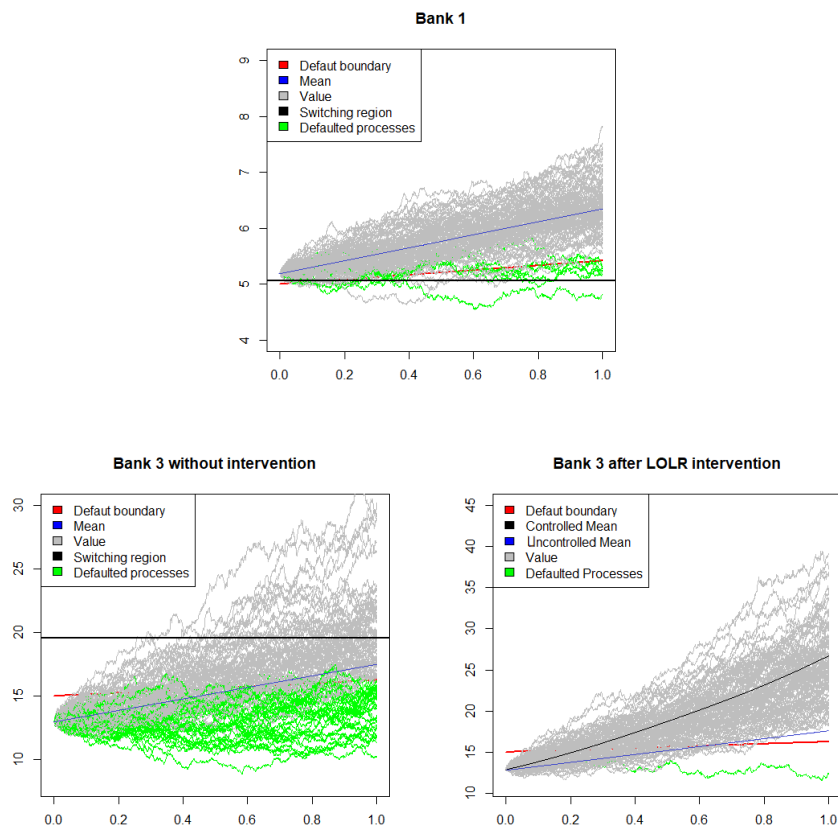 Bank 1
9
8
7
6
5
4
Defaut boundary
Mean
Value
Switching region
Defaulted processes
0.0 0.2 0.4 0.6 0.8 1.0
Bank 3 without intervention
30
25
20
15
10
Defaut boundary
Mean
Value
Switching region
Defaulted processes
0.0 0.2 0.4 0.6 0.8 1.0
Bank 3 after LOLR intervention
45
40
35
30
25
20
15
10
Defaut boundary
Controlled Mean
Uncontrolled Mean
Value
Defaulted Processes
0.0 0.2 0.4 0.6 0.8 1.0